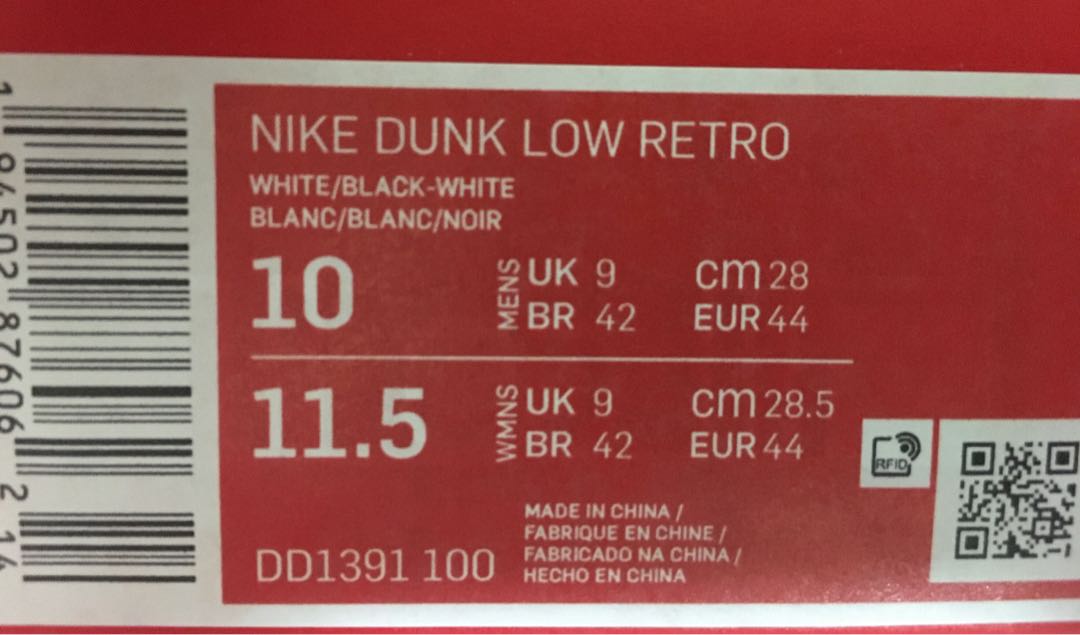 NIKE DUNK LOW RETRO
WHITE/BLACK-WHITE
BLANC/BLANC/NOIR
10 MENS UK 9 cm 28
BR 42 EUR 44
11.5 WMNS UK 9 cm 28.5
BR 42 EUR 44
RFID
MADE IN CHINA /
FABRIQUE EN CHINE /
FABRICADO NA CHINA /
HECHO EN CHINA
DD1391 100